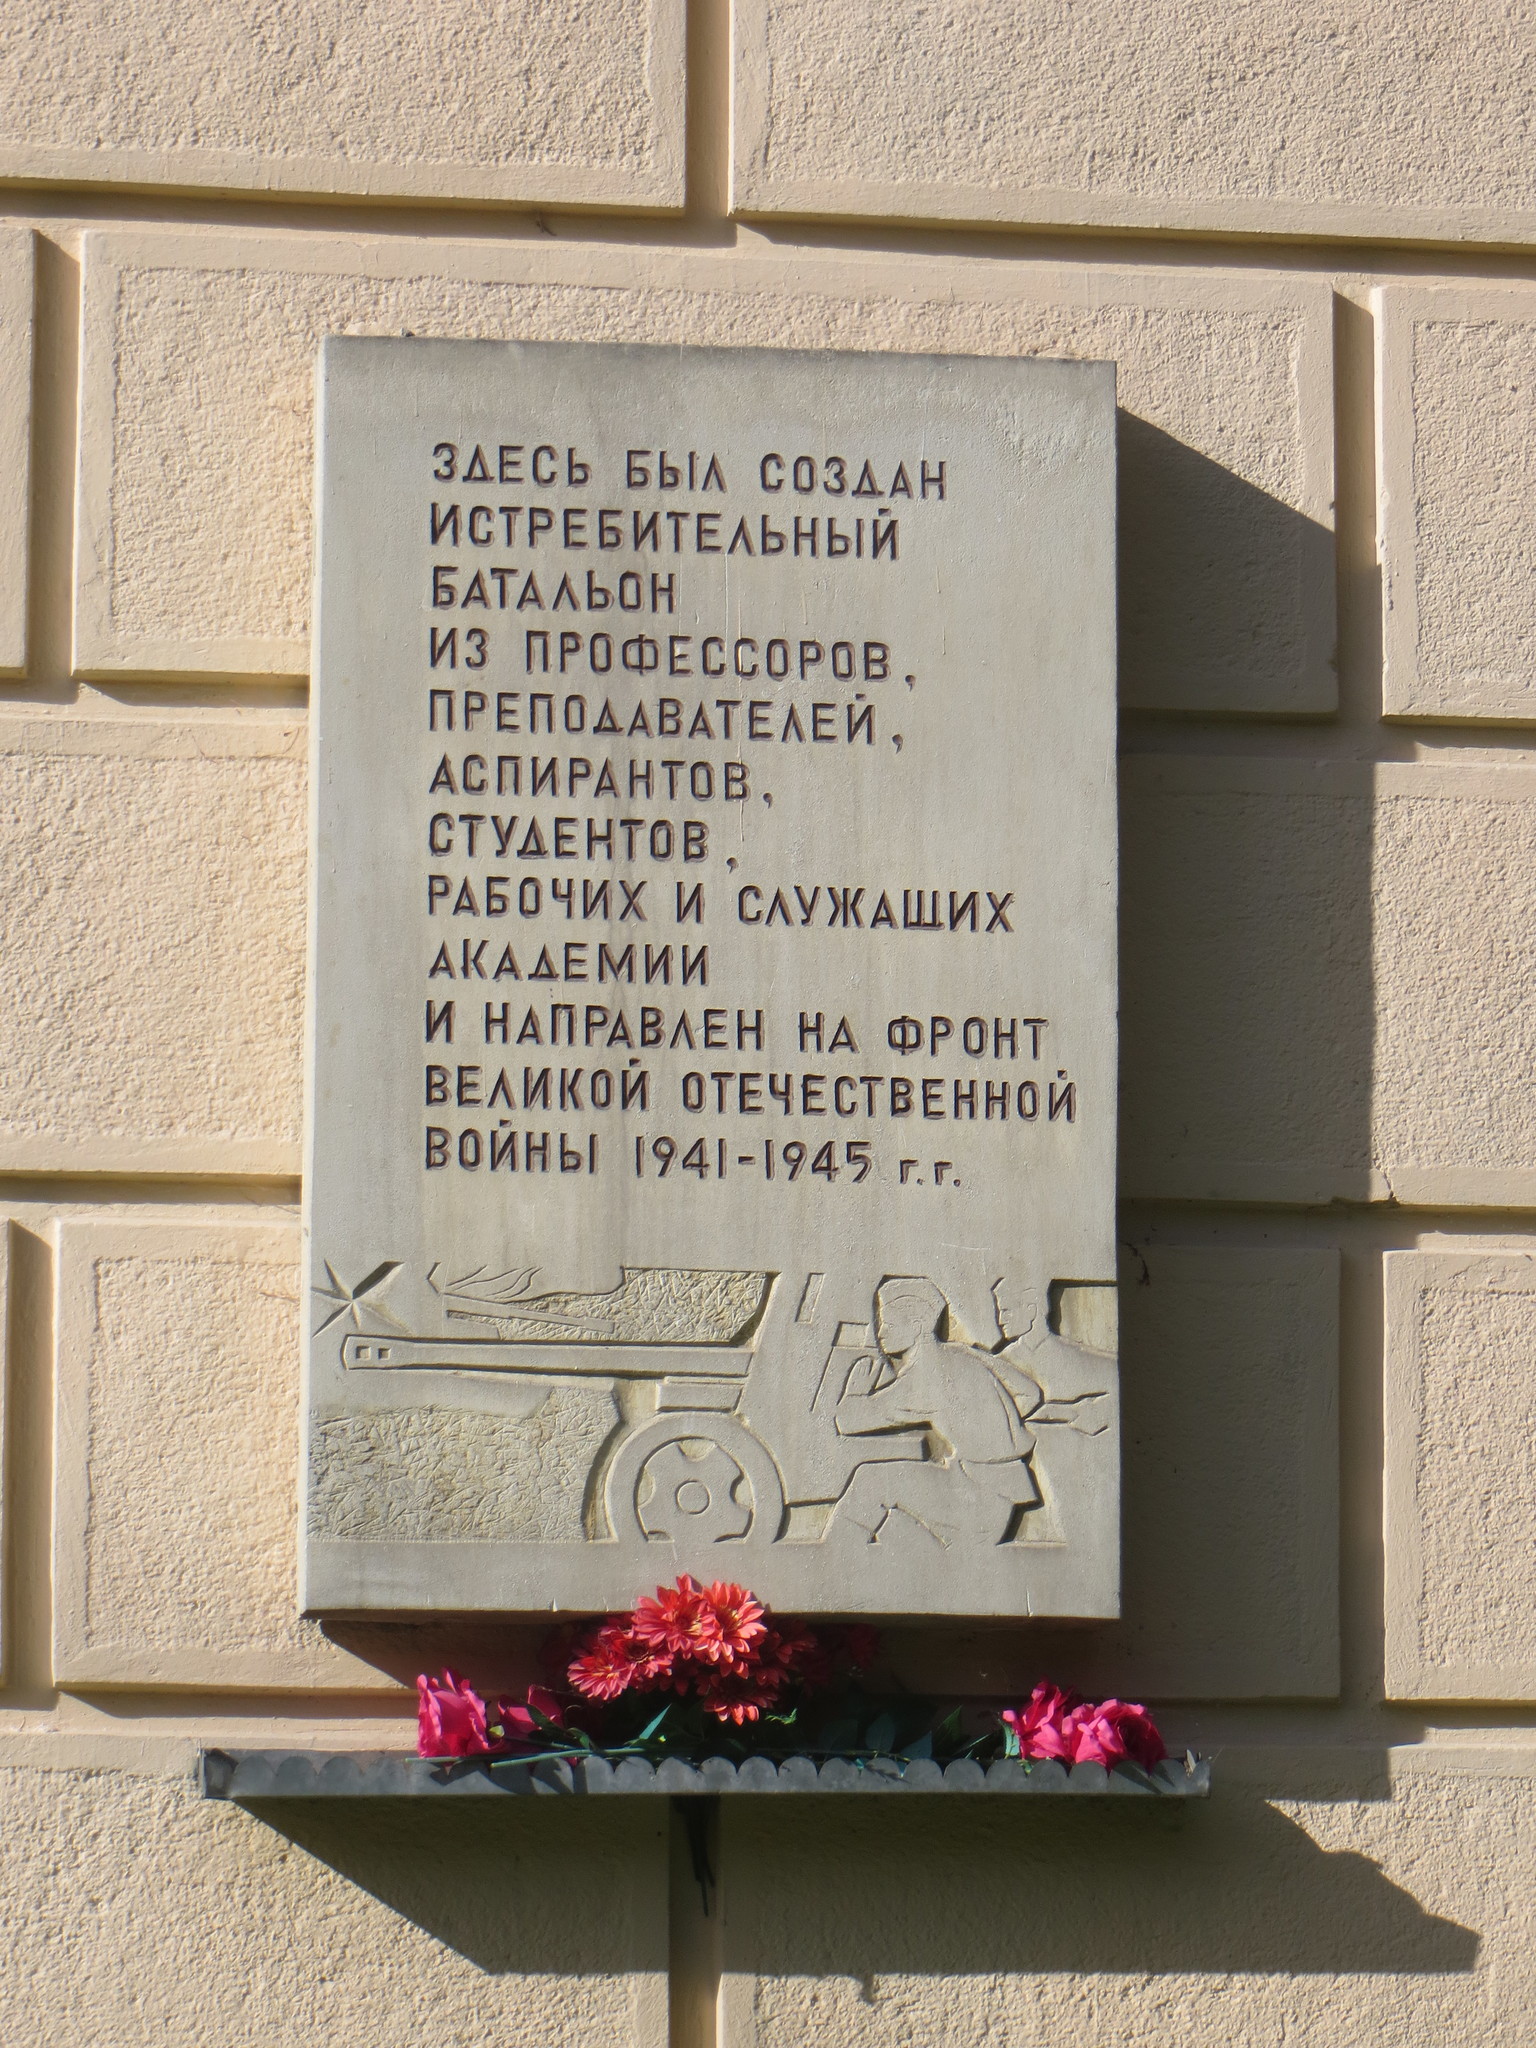 ЗДЕСЬ БЫЛ СОЗДАН
ИСТРЕБИТЕЛЬНЫЙ
БАТАЛЬОН
ИЗ ПРОФЕССОРОВ,
ПРЕПОДАВАТЕЛЕЙ,
АСПИРАНТОВ,
СТУДЕНТОВ,
РАБОЧИХ И СЛУЖАЩИХ
АКАДЕМИИ
И НАПРАВЛЕН НА ФРОНТ
ВЕЛИКОЙ ОТЕЧЕСТВЕННОЙ
ВОЙНЫ 1941-1945 г.г.